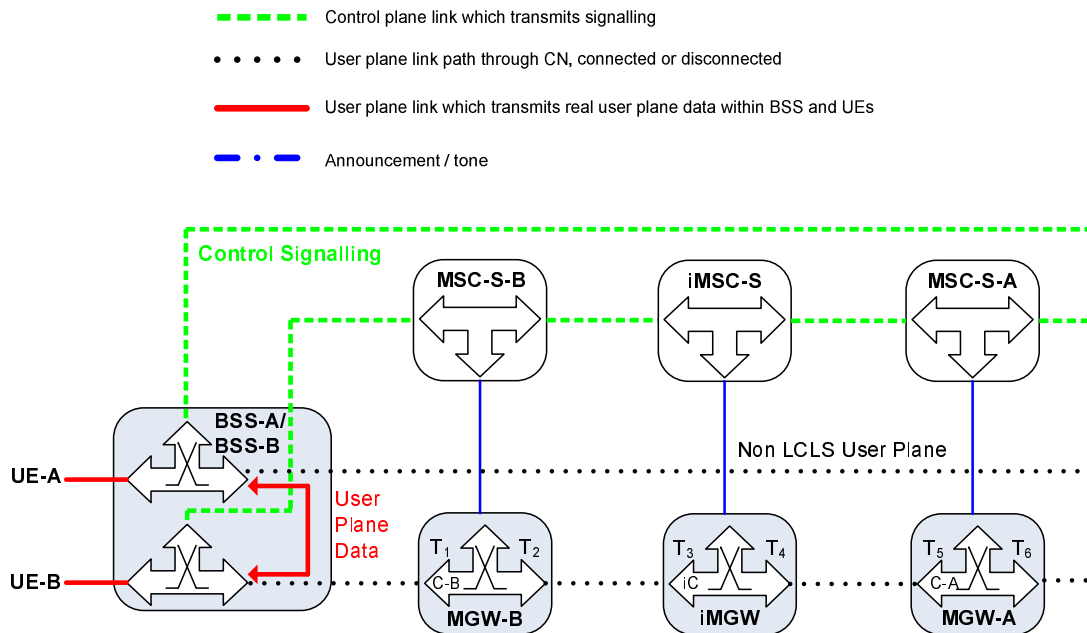 Control plane link which transmits signalling
User plane link path through CN, connected or disconnected
User plane link which transmits real user plane data within BSS and UEs
Announcement / tone
Control Signalling
MSC-S-B
iMSC-S
MSC-S-A
BSS-A/
BSS-B
Non LCLS User Plane
UE-A
User
Plane
Data
UE-B
T1
T2
C-B
MGW-B
T3
T4
iC
iMGW
T5
T6
C-A
MGW-A